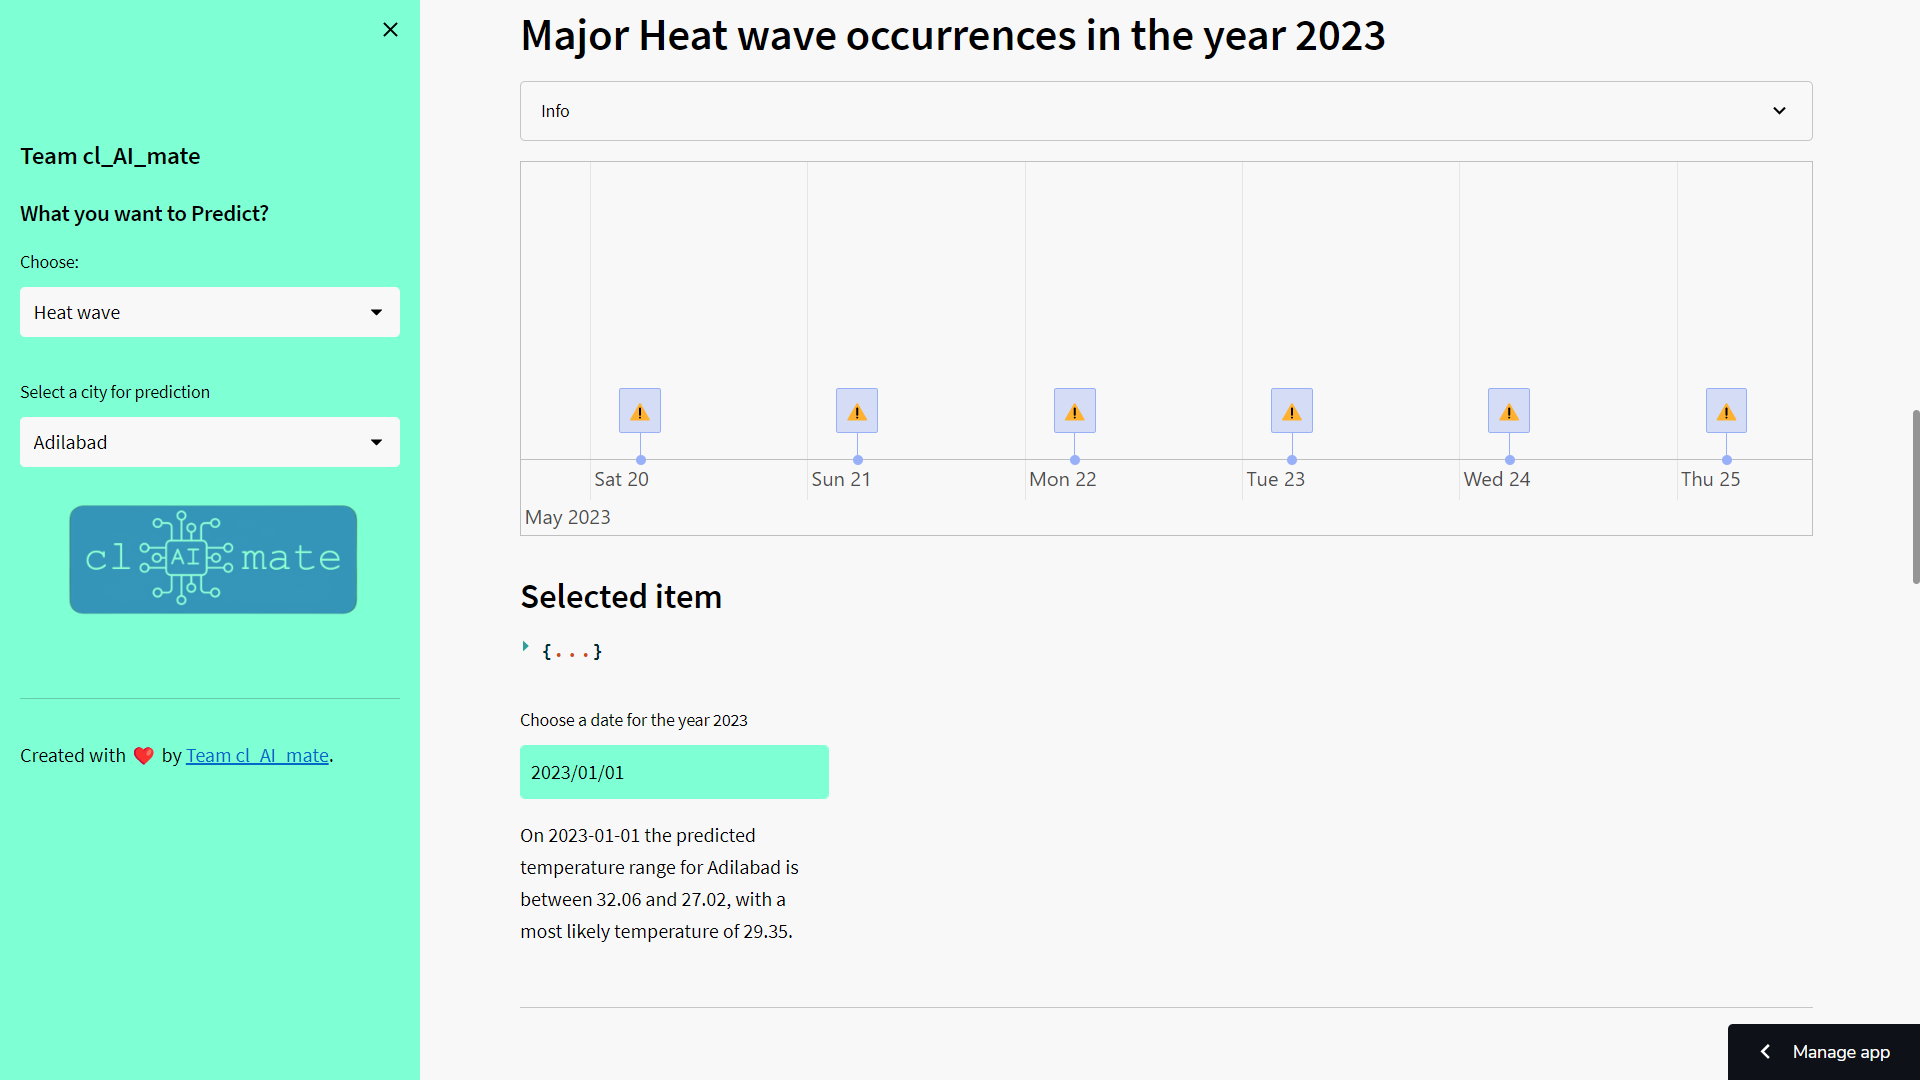 Team cl_AI_mate
What you want to Predict?
Choose:
Heat wave
Select a city for prediction
Adilabad
cl AI mate
Created with ❤️ by Team cl_AI_mate.
Major Heat wave occurrences in the year 2023
Info
Sat 20 Sun 21 Mon 22 Tue 23 Wed 24 Thu 25
May 2023
Selected item
{...}
Choose a date for the year 2023
2023/01/01
On 2023-01-01 the predicted
temperature range for Adilabad is
between 32.06 and 27.02, with a
most likely temperature of 29.35.
Manage app